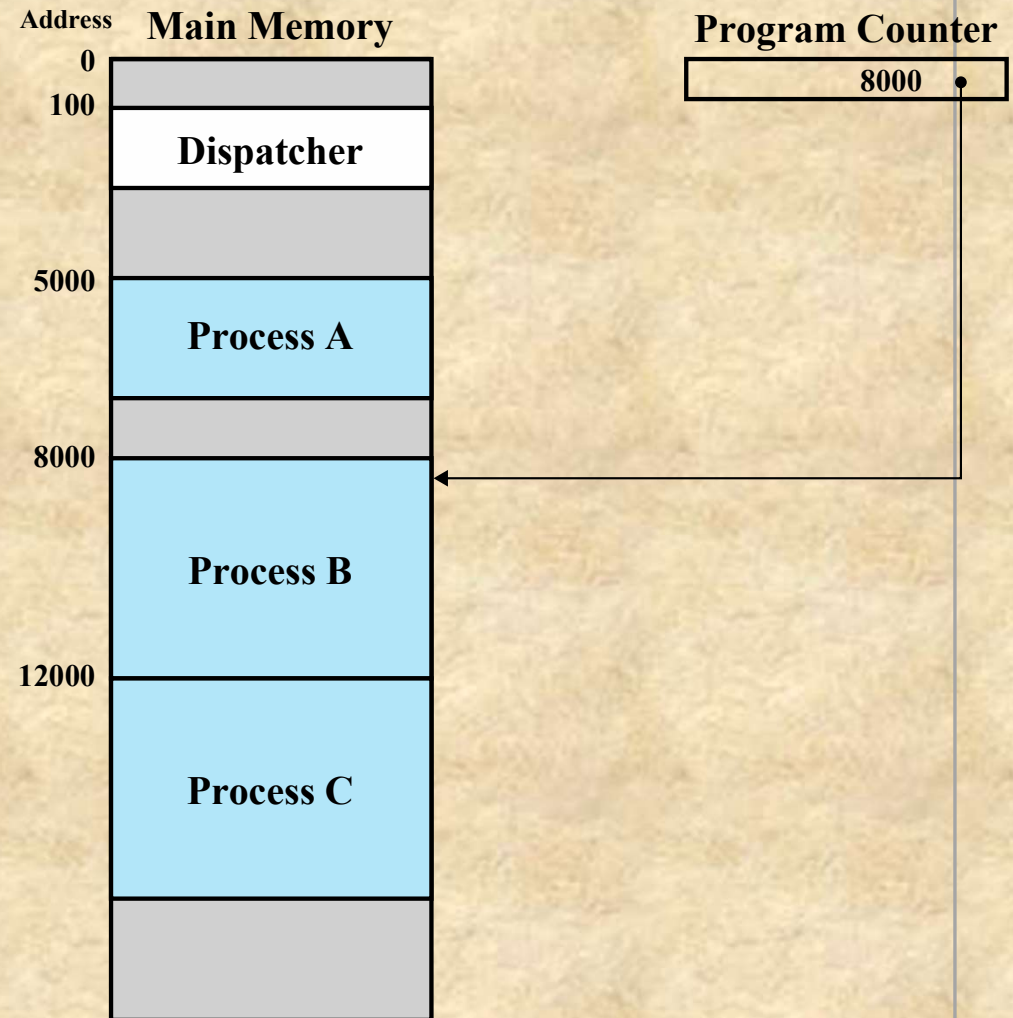 Address
Main Memory
Program Counter
0
8000
100
Dispatcher
5000
Process A
8000
Process B
12000
Process C